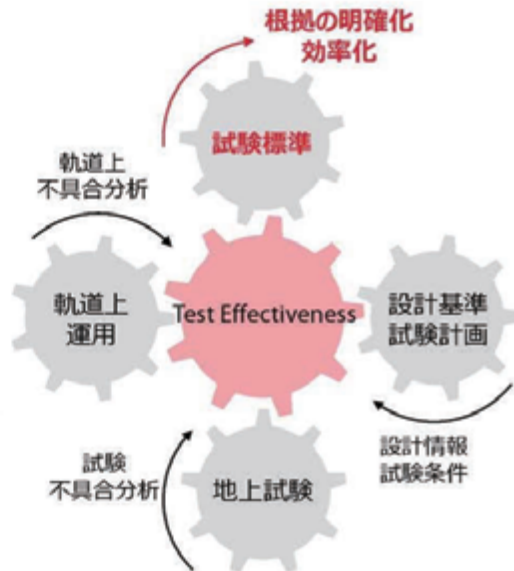 根拠の明確化
効率化
試験標準
軌道上
不具合分析
軌道上
運用
Test Effectiveness
設計基準
試験計画
設計情報
試験条件
試験
不具合分析
地上試験